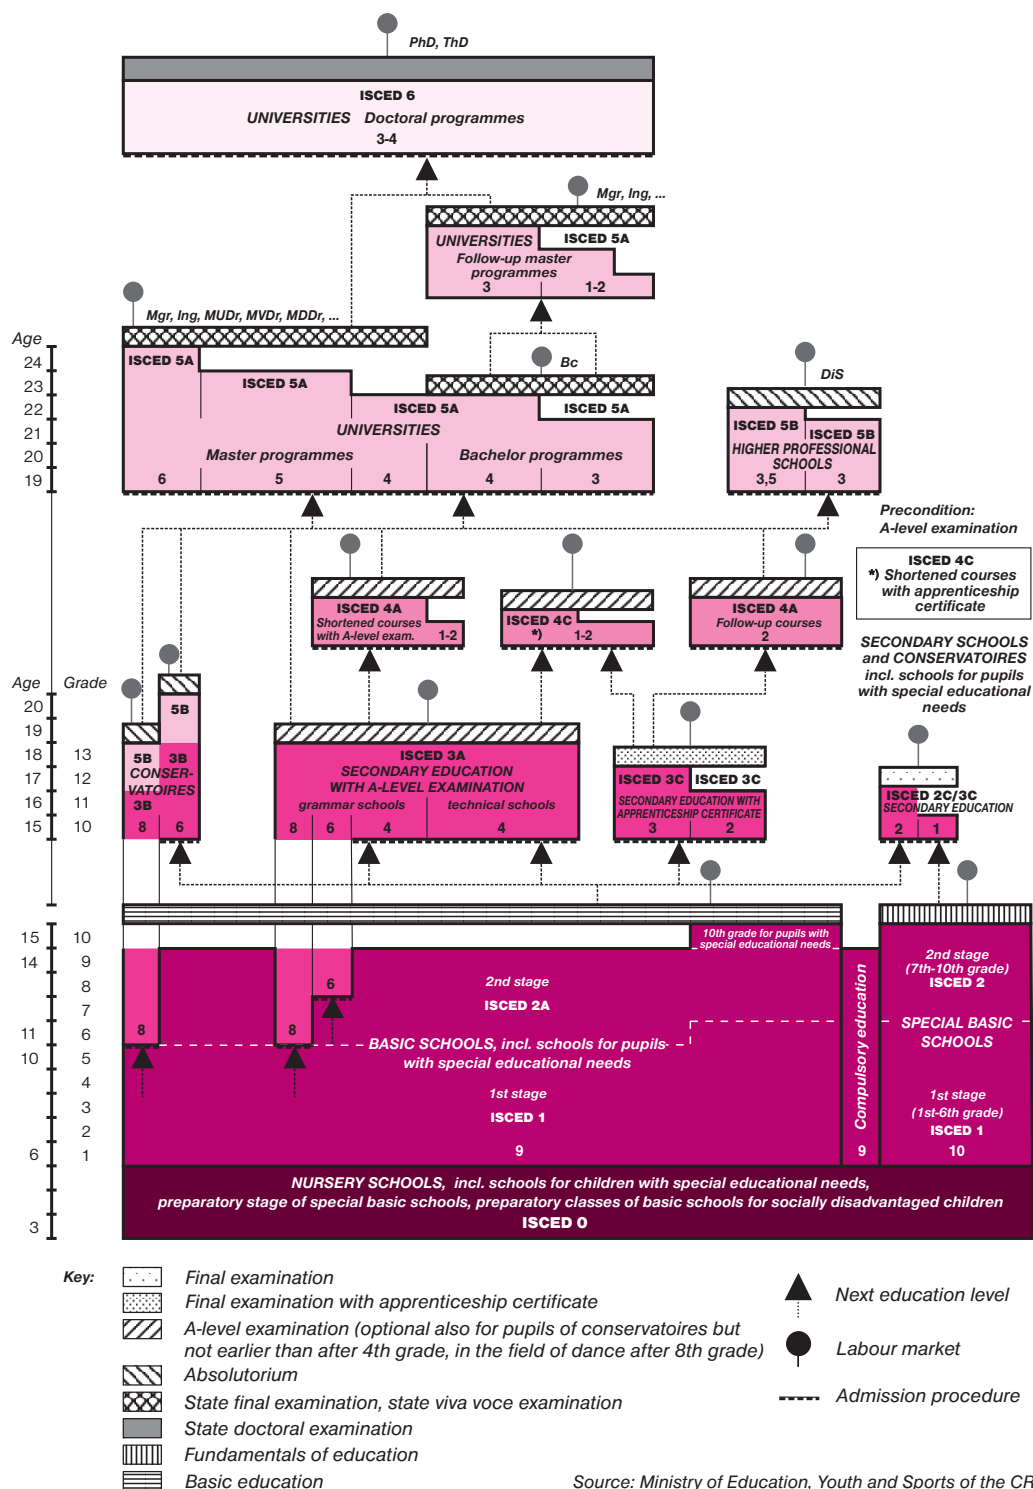 PhD, ThD
ISCED 6
UNIVERSITIES Doctoral programmes
3-4
Mgr, Ing, ...
UNIVERSITIES ISCED 5A
Follow-up master
programmes
3 1-2
Mgr, Ing, MUDr, MVDr, MDDr, ...
Age
24 ISCED 5A
Bc
DiS
23 ISCED 5A
22 ISCED 5A ISCED 5A
ISCED 5B
21 UNIVERSITIES ISCED 5B
20 Master programmes Bachelor programmes HIGHER PROFESSIONAL
SCHOOLS
19 6 5 4 4 3 3,5 3
Precondition:
A-level examination
ISCED 4C
*) Shortened courses
with apprenticeship
certificate
ISCED 4A
Shortened courses
with A-level exam. 1-2
ISCED 4C
*) 1-2
ISCED 4A
Follow-up courses
2
SECONDARY SCHOOLS
and CONSERVATOIRES
incl. schools for pupils
with special educational
needs
Age Grade
20 5B
19
18 13 5B 3B
17 12 CONSER-
VATOIRES
16 11 3B
15 10 8 6
ISCED 3A
SECONDARY EDUCATION
WITH A-LEVEL EXAMINATION
grammar schools technical schools
8 6 4 4
ISCED 3C ISCED 3C
SECONDARY EDUCATION WITH
APPRENTICESHIP CERTIFICATE
3 2
ISCED 2C/3C
SECONDARY EDUCATION
2 1
15 10 10th grade for pupils with
special educational needs
14 9
8 6 2nd stage
7 ISCED 2A
2nd stage
(7th-10th grade)
ISCED 2
11 6 8 8
10 5 BASIC SCHOOLS, incl. schools for pupils
with special educational needs
SPECIAL BASIC
SCHOOLS
Compulsory education
4
3 1st stage
2 ISCED 1
6 1 9 9
1st stage
(1st-6th grade)
ISCED 1
10
NURSERY SCHOOLS, incl. schools for children with special educational needs,
preparatory stage of special basic schools, preparatory classes of basic schools for socially disadvantaged children
3 ISCED 0
Key: Final examination
Final examination with apprenticeship certificate
A-level examination (optional also for pupils of conservatoires but
not earlier than after 4th grade, in the field of dance after 8th grade)
Absolutorium
State final examination, state viva voce examination
State doctoral examination
Fundamentals of education
Basic education
Next education level
Labour market
Admission procedure
Source: Ministry of Education, Youth and Sports of the CR